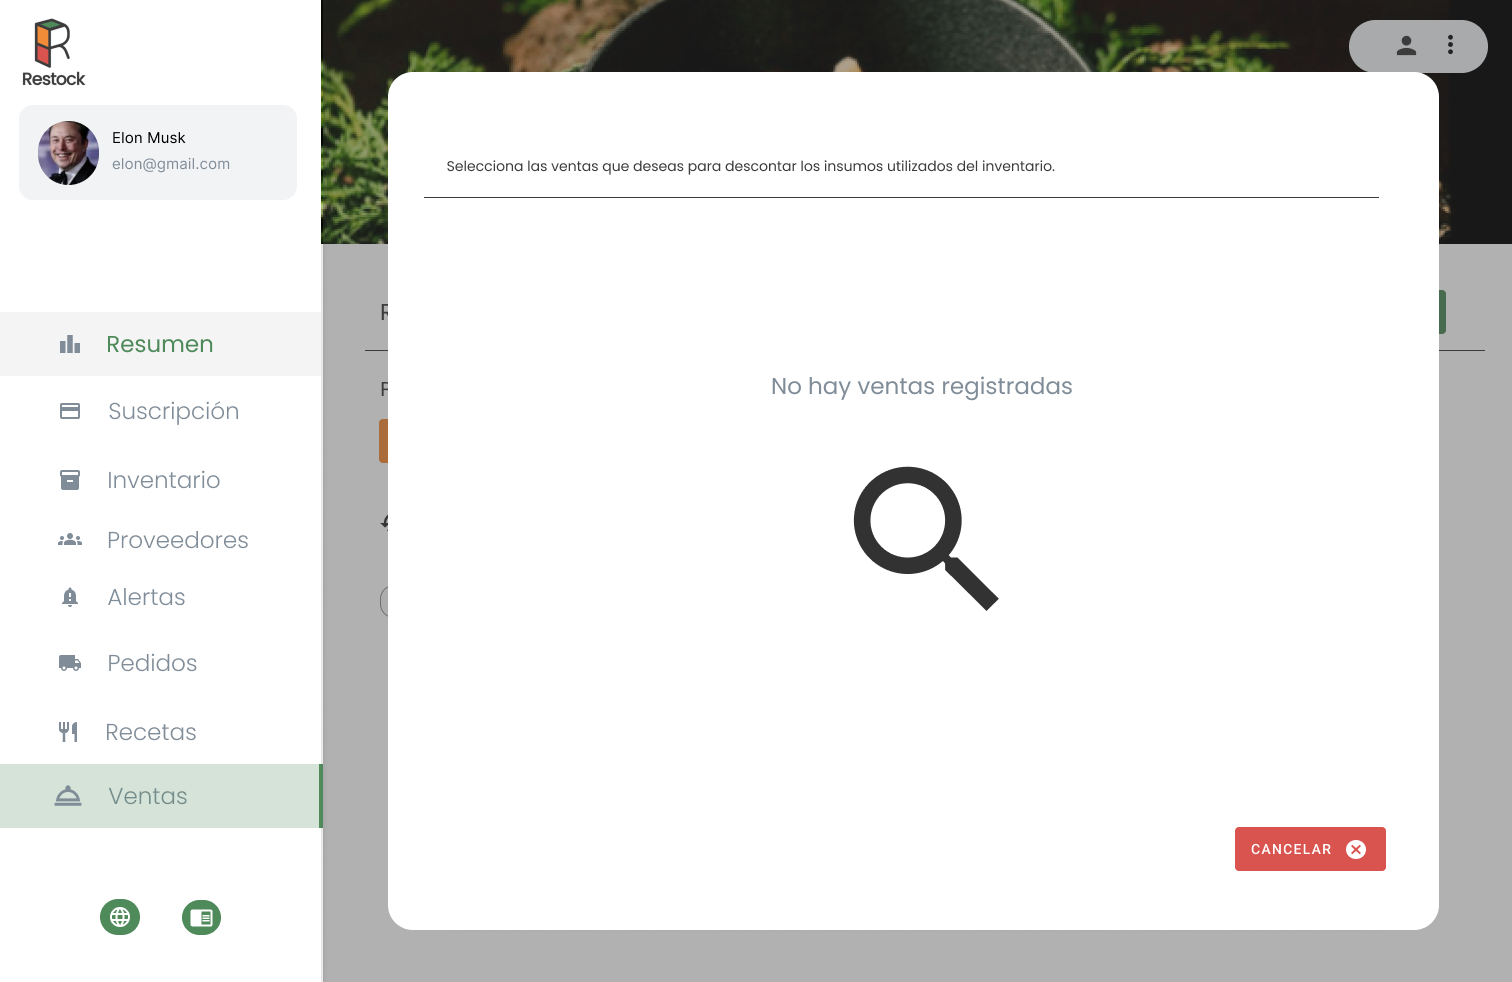 Restock
Elon Musk
elon@gmail.com
Resumen
Suscripción
Inventario
Proveedores
Alertas
Pedidos
Recetas
Ventas
Selecciona las ventas que deseas para descontar los insumos utilizados del inventario.
No hay ventas registradas
CANCELAR